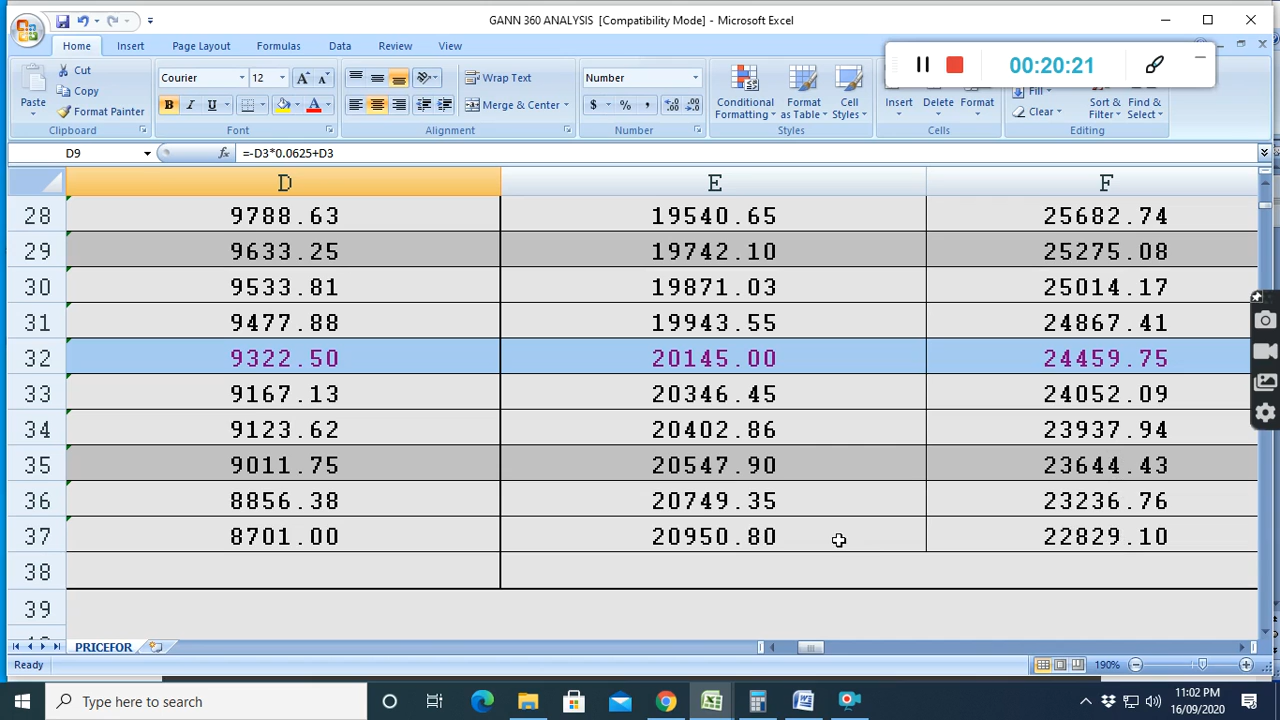 GANN 360 ANALYSIS [Compatibility Mode] - Microsoft Excel
Home Insert Page Layout Formulas Data Review View
00:20:21
Paste Cut Copy Format Painter
Courier 12
B I U
Wrap Text Merge & Center
Number
$ % ,
Conditional Formatting Format as Table Cell Styles
Insert Delete Format
Fill Clear Sort & Filter Find & Select
Clipboard Font Alignment Number Styles Cells Editing
D9 fx =-D3*0.0625+D3
D E F
28 9788.63 19540.65 25682.74
29 9633.25 19742.10 25275.08
30 9533.81 19871.03 25014.17
31 9477.88 19943.55 24867.41
32 9322.50 20145.00 24459.75
33 9167.13 20346.45 24052.09
34 9123.62 20402.86 23937.94
35 9011.75 20547.90 23644.43
36 8856.38 20749.35 23236.76
37 8701.00 20950.80 22829.10
38
39
PRICEFOR
Ready 190%
Type here to search
11:02 PM
16/09/2020